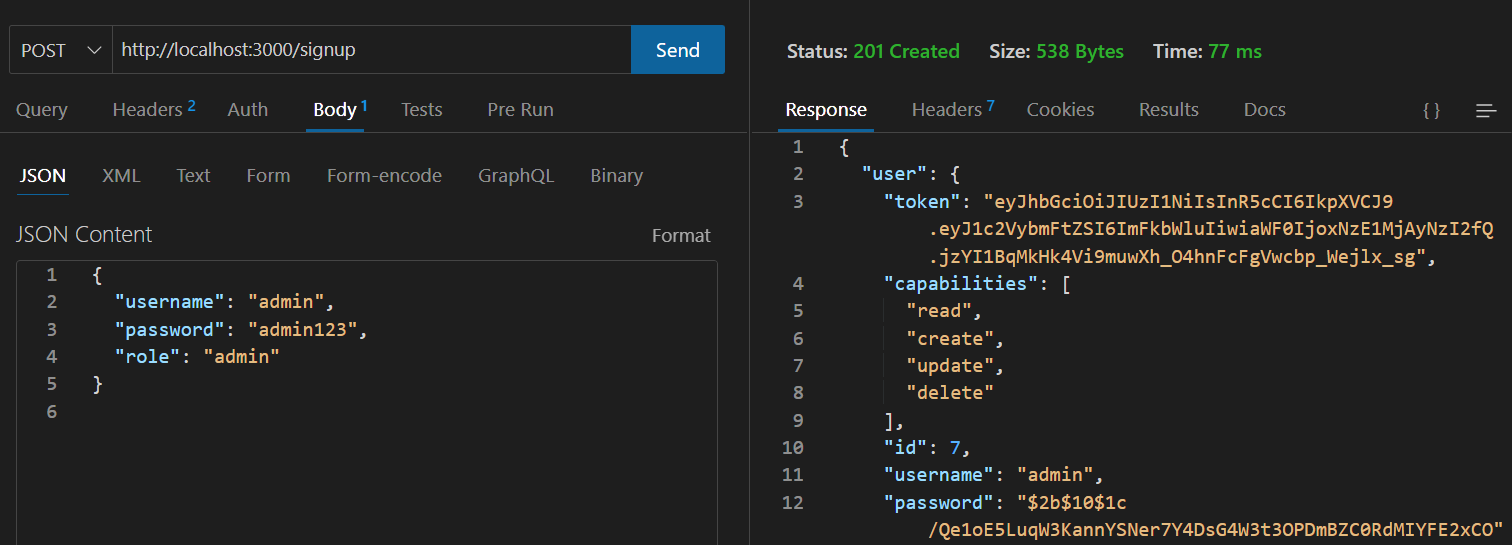 POST http://localhost:3000/signup Send
Query Headers 2 Auth Body 1 Tests Pre Run
JSON XML Text Form Form-encode GraphQL Binary
JSON Content Format
1 {
2 "username": "admin",
3 "password": "admin123",
4 "role": "admin"
5 }
6
Status: 201 Created Size: 538 Bytes Time: 77 ms
Response Headers 7 Cookies Results Docs { }
1 {
2 "user": {
3 "token": "eyJhbGciOiJIUzI1NiIsInR5cCI6IkpXVCJ9
.eyJ1c2VybmFtZSI6ImFkbWluIiwiaWF0IjoxNzE1MjAyNzI2fQ
.jzYI1BqMkHk4Vi9muwXh_O4hnFcFgVwcbp_Wejlx_sg",
4 "capabilities": [
5 "read",
6 "create",
7 "update",
8 "delete"
9 ],
10 "id": 7,
11 "username": "admin",
12 "password": "$2b$10$1c
/Qe1oE5LuqW3KannYSNer7Y4DsG4W3t3OPDmBZC0RdMIYFE2xCO"